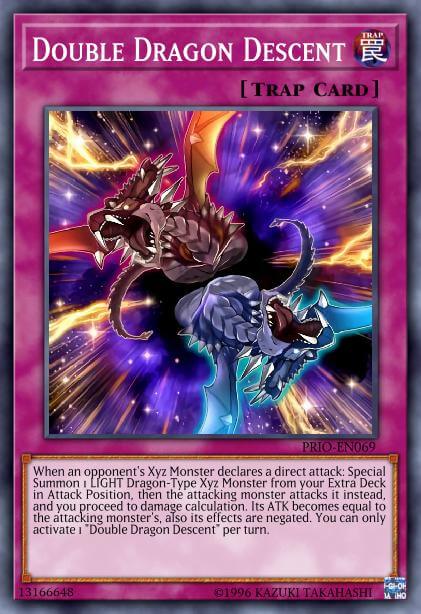 DOUBLE DRAGON DESCENT
TRAP
罠
[TRAP CARD]
PRIO-EN069
When an opponent's Xyz Monster declares a direct attack: Special
Summon 1 LIGHT Dragon-Type Xyz Monster from your Extra Deck
in Attack Position, then the attacking monster attacks it instead,
and you proceed to damage calculation. Its ATK becomes equal to
the attacking monster's, also its effects are negated. You can only
activate 1 "Double Dragon Descent" per turn.
13166648
©1996 KAZUKI TAKAHASHI